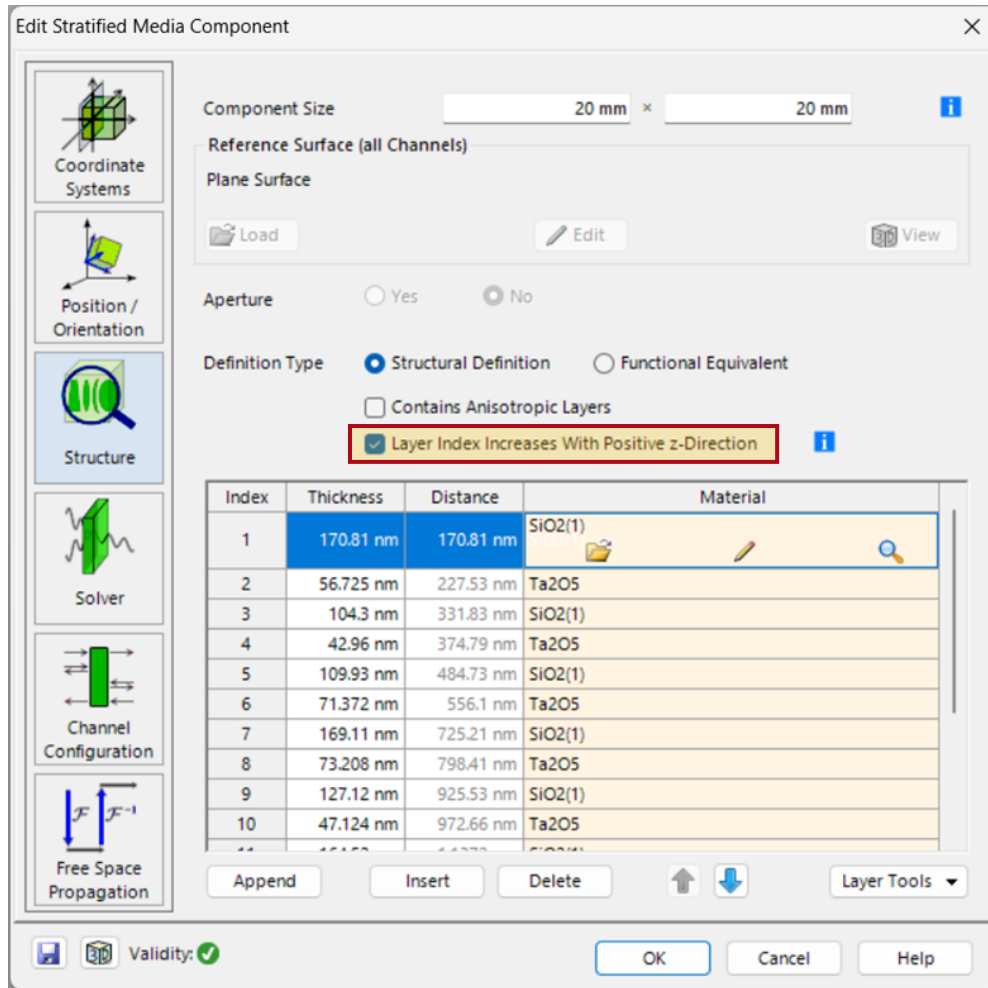 Edit Stratified Media Component
Coordinate
Systems
Position /
Orientation
Structure
Solver
Channel
Configuration
Free Space
Propagation
Component Size 20 mm × 20 mm
Reference Surface (all Channels)
Plane Surface
Load Edit View
Aperture Yes No
Definition Type Structural Definition Functional Equivalent
Contains Anisotropic Layers
Layer Index Increases With Positive z-Direction
Index Thickness Distance Material
1 170.81 nm 170.81 nm SiO2(1)
2 56.725 nm 227.53 nm Ta2O5
3 104.3 nm 331.83 nm SiO2(1)
4 42.96 nm 374.79 nm Ta2O5
5 109.93 nm 484.73 nm SiO2(1)
6 71.372 nm 556.1 nm Ta2O5
7 169.11 nm 725.21 nm SiO2(1)
8 73.208 nm 798.41 nm Ta2O5
9 127.12 nm 925.53 nm SiO2(1)
10 47.124 nm 972.66 nm Ta2O5
Append Insert Delete Layer Tools
Validity: OK Cancel Help